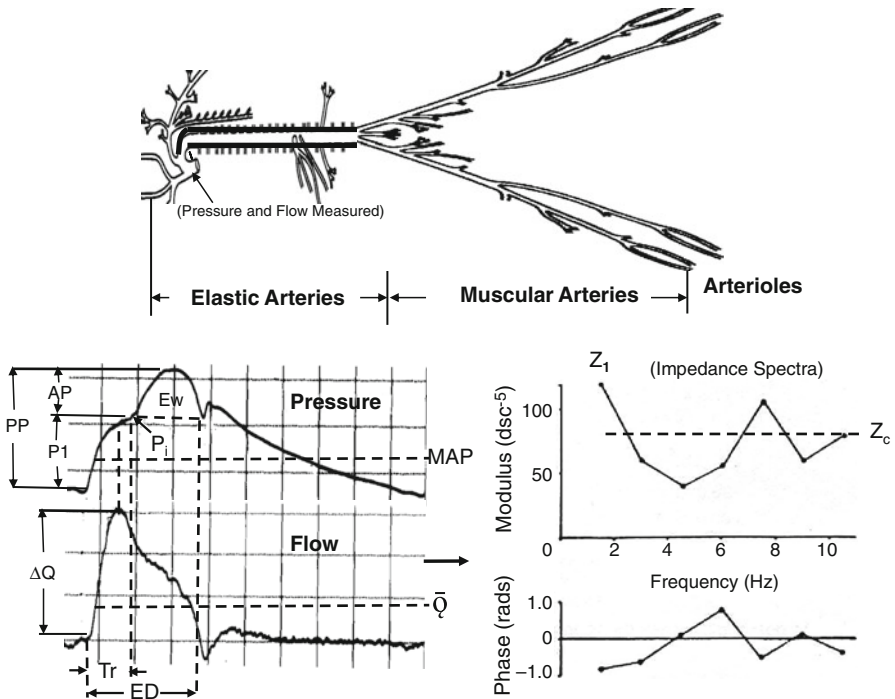 (Pressure and Flow Measured)
Elastic Arteries
Muscular Arteries
Arterioles
PP
AP
P1
Ew
Pi
Pressure
MAP
ΔQ
Flow
Q̄
Tr
ED
Z1
(Impedance Spectra)
Modulus (dsc-5)
100
50
0
Zc
2 4 6 8 10
Frequency (Hz)
Phase (rads)
1.0
0
−1.0